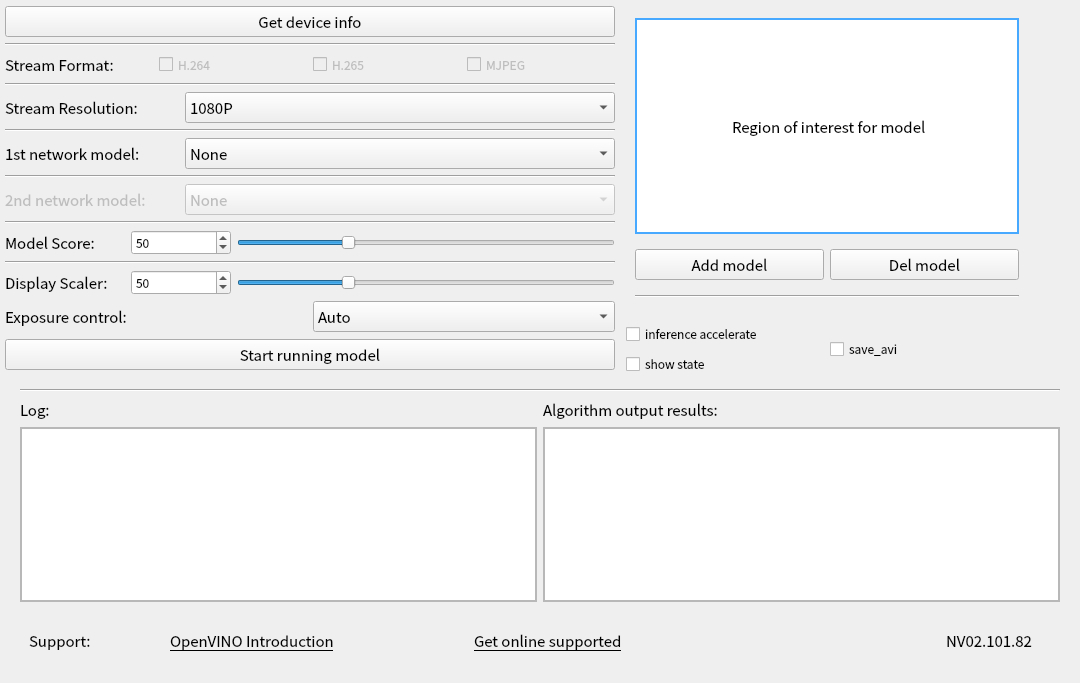 Get device info
Stream Format:
H.264
H.265
MJPEG
Stream Resolution:
1080P
1st network model:
None
2nd network model:
None
Model Score:
50
Display Scaler:
50
Exposure control:
Auto
Start running model
Region of interest for model
Add model
Del model
inference accelerate
show state
save_avi
Log:
Algorithm output results:
Support:
OpenVINO Introduction
Get online supported
NV02.101.82